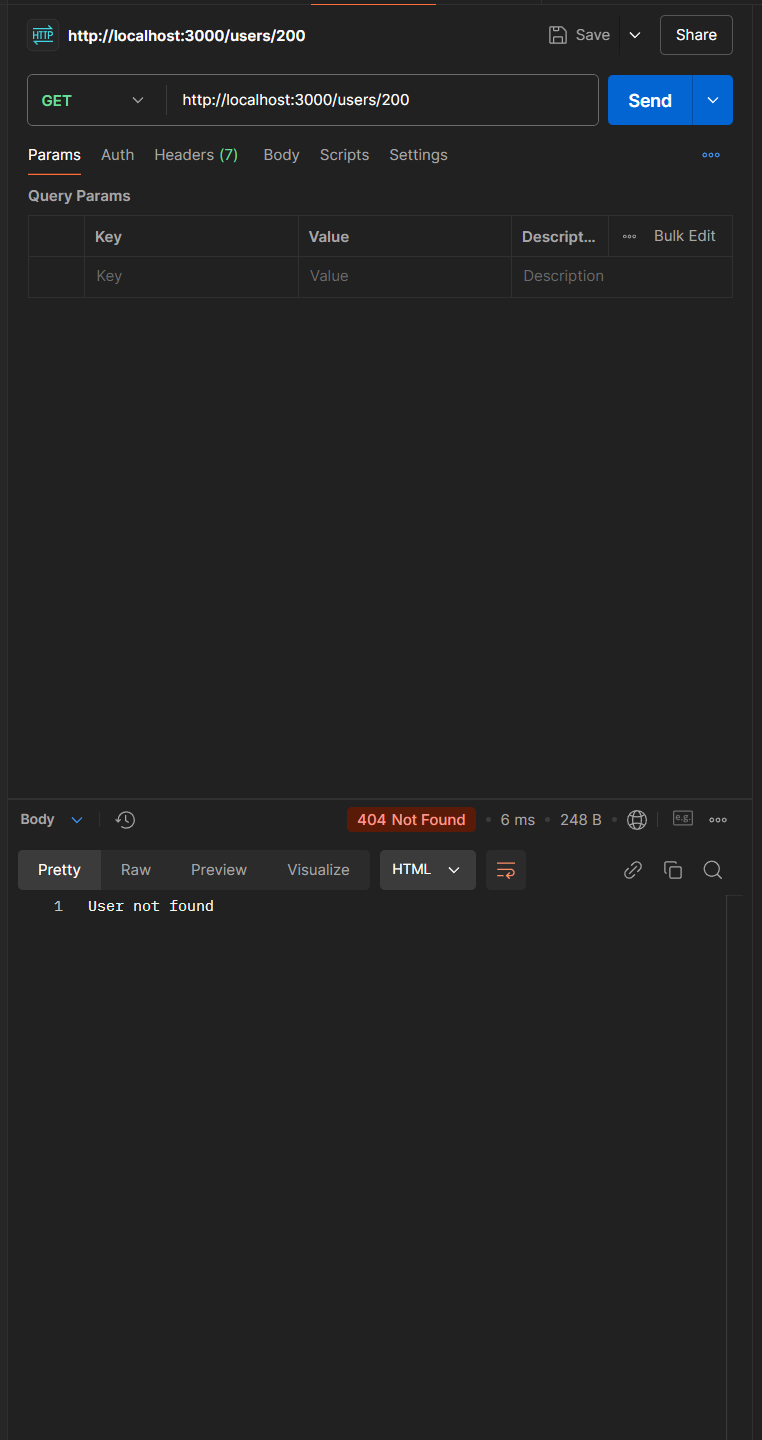 HTTP http://localhost:3000/users/200 Save Share
GET http://localhost:3000/users/200 Send
Params Auth Headers (7) Body Scripts Settings
Query Params
Key Value Descript... Bulk Edit
Key Value Description
Body 404 Not Found 6 ms 248 B e.g.
Pretty Raw Preview Visualize HTML
1 User not found